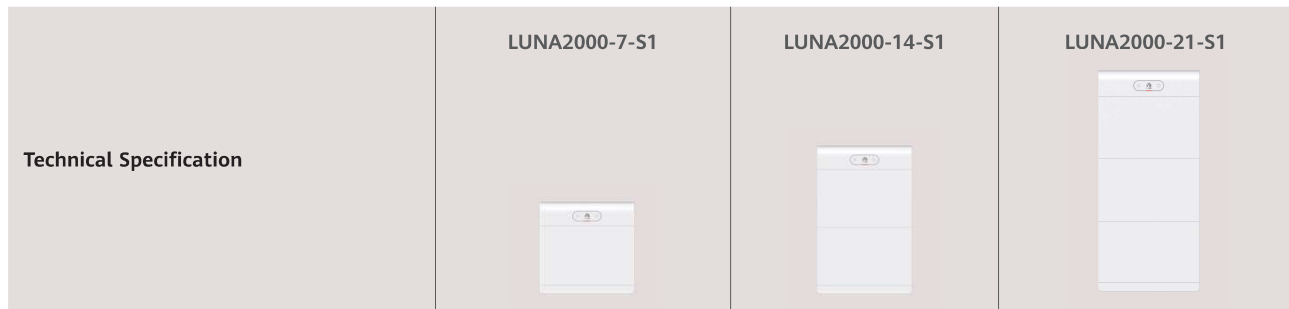 LUNA2000-7-S1
LUNA2000-14-S1
LUNA2000-21-S1
Technical Specification